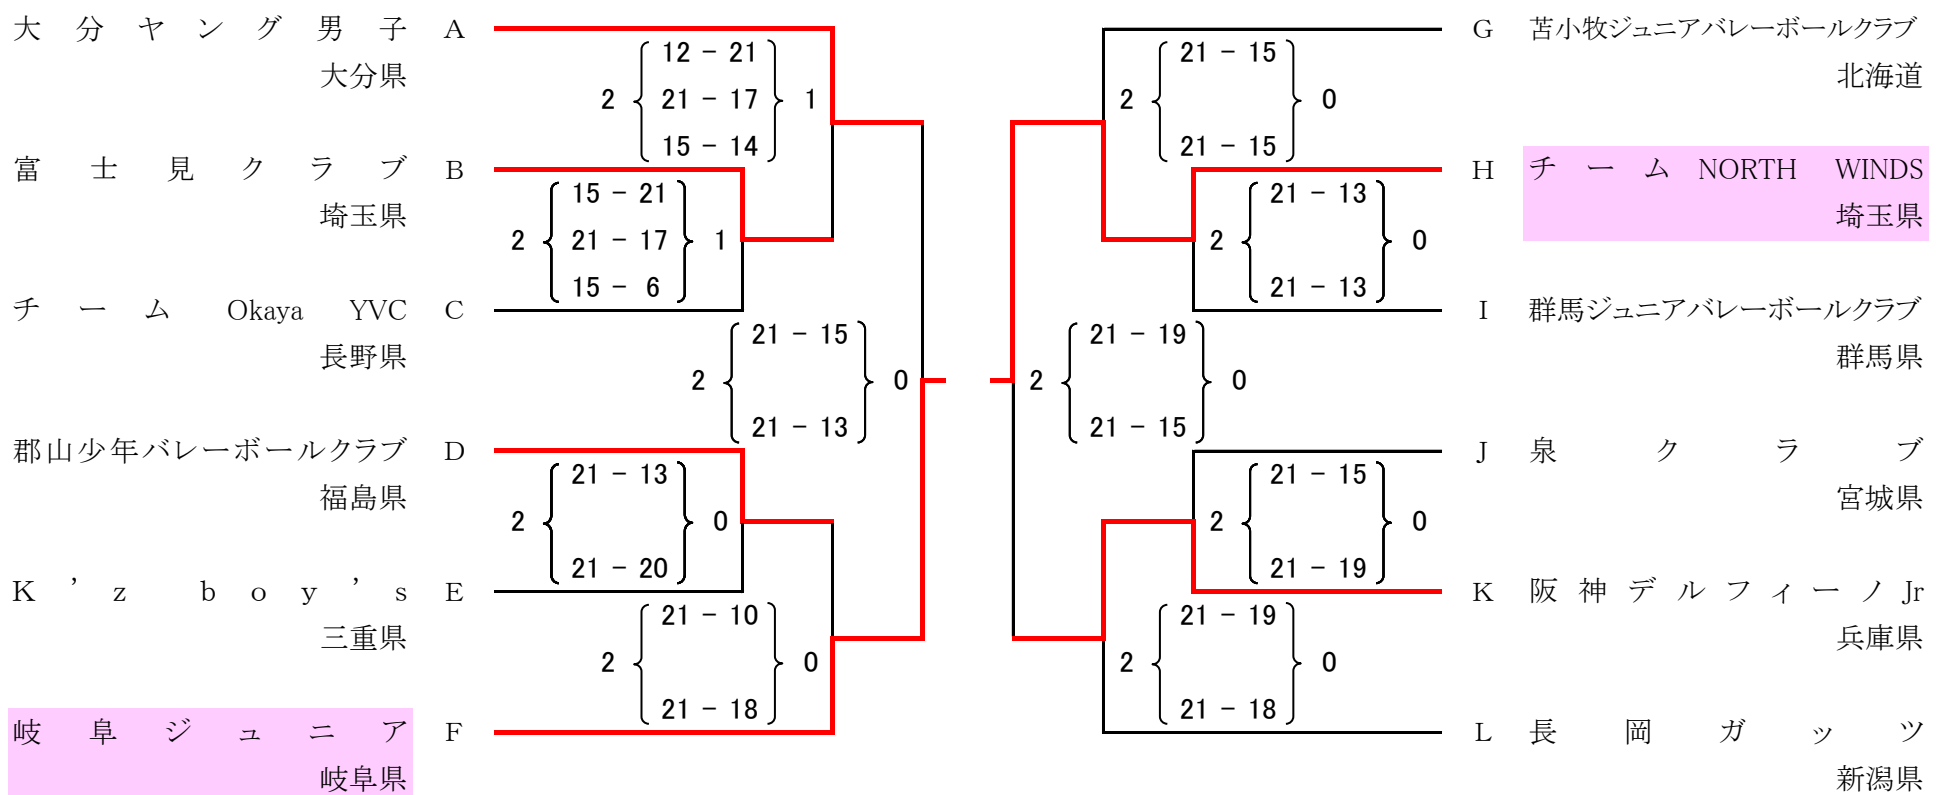 大分ヤング男子 A
大分県
12 - 21
2 21 - 17 1
15 - 14
富士見クラブ B
埼玉県
15 - 21
2 21 - 17 1
15 - 6
チーム Okaya YVC C
長野県
21 - 15
2 0
21 - 13
郡山少年バレーボールクラブ D
福島県
21 - 13
2 0
21 - 20
K'z boy's E
三重県
21 - 10
2 0
21 - 18
岐阜ジュニア F
岐阜県
G 苫小牧ジュニアバレーボールクラブ
北海道
21 - 15
2 0
21 - 15
H チーム NORTH WINDS
埼玉県
21 - 13
2 0
21 - 13
I 群馬ジュニアバレーボールクラブ
群馬県
21 - 19
2 0
21 - 15
J 泉クラブ
宮城県
21 - 15
2 0
21 - 19
K 阪神デルフィーノJr
兵庫県
21 - 19
2 0
21 - 18
L 長岡ガッツ
新潟県